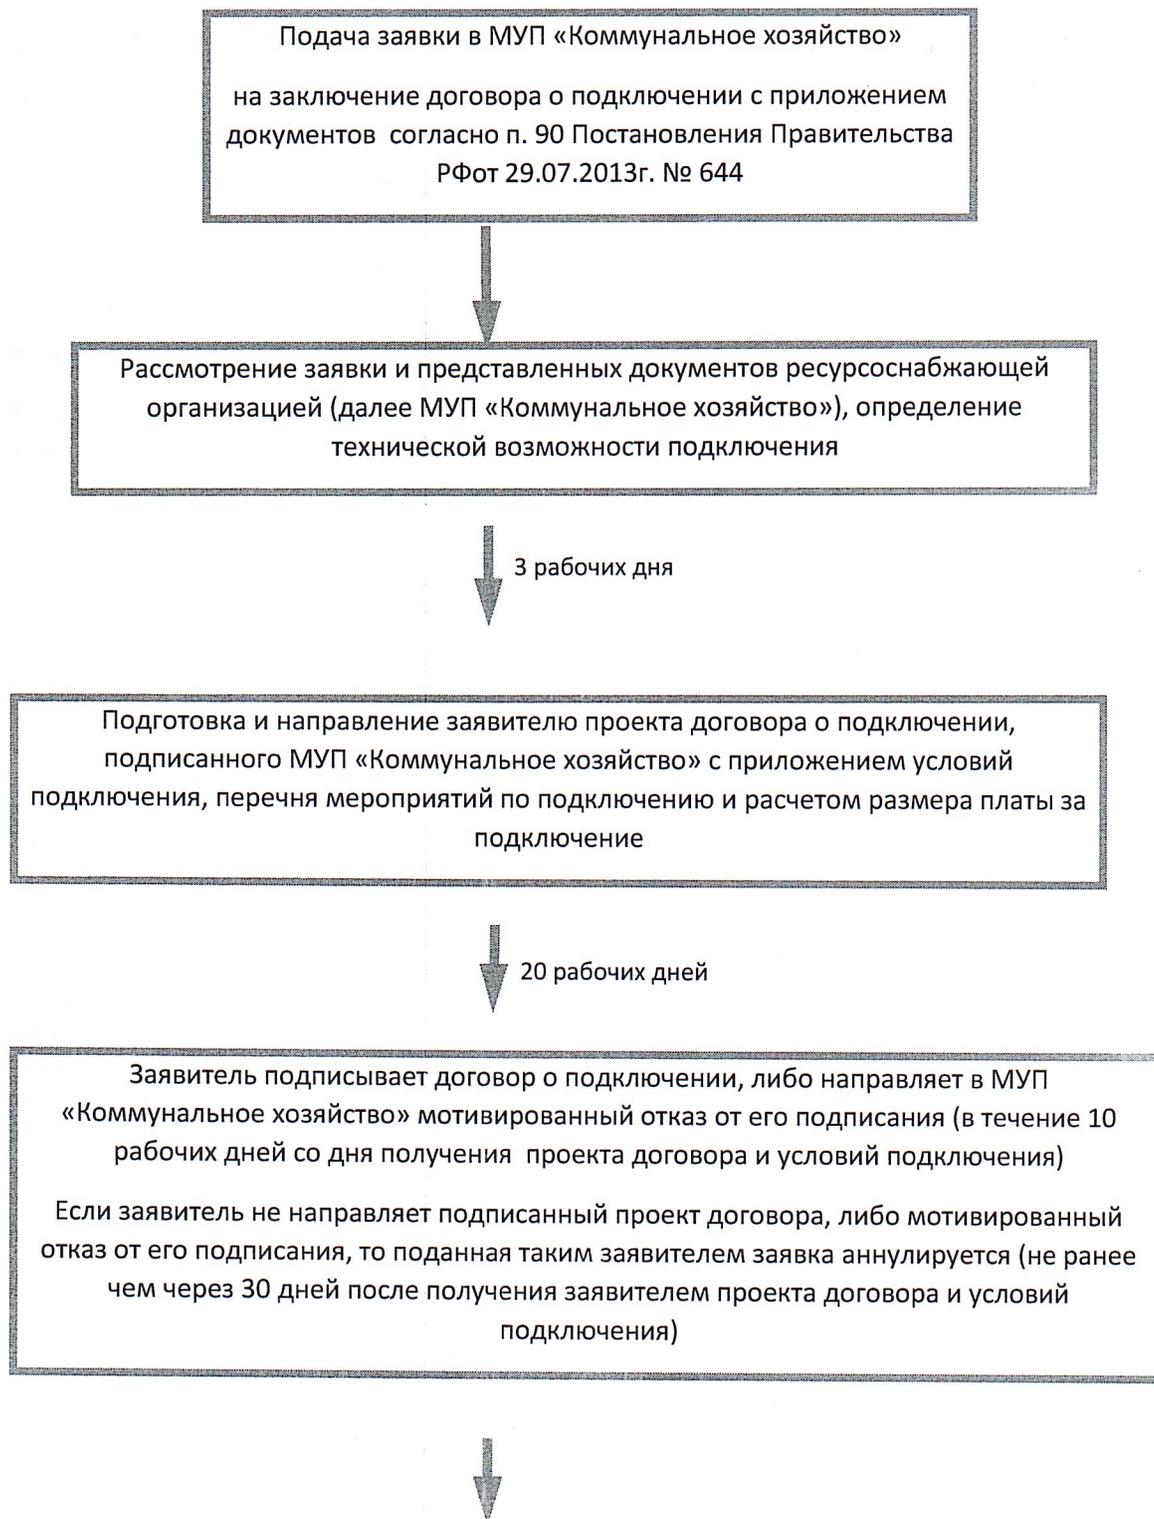 Подача заявки в МУП «Коммунальное хозяйство»
на заключение договора о подключении с приложением
документов согласно п. 90 Постановления Правительства
РФот 29.07.2013г. № 644
Рассмотрение заявки и представленных документов ресурсоснабжающей
организацией (далее МУП «Коммунальное хозяйство»), определение
технической возможности подключения
3 рабочих дня
Подготовка и направление заявителю проекта договора о подключении,
подписанного МУП «Коммунальное хозяйство» с приложением условий
подключения, перечня мероприятий по подключению и расчетом размера платы за
подключение
20 рабочих дней
Заявитель подписывает договор о подключении, либо направляет в МУП
«Коммунальное хозяйство» мотивированный отказ от его подписания (в течение 10
рабочих дней со дня получения проекта договора и условий подключения)
Если заявитель не направляет подписанный проект договора, либо мотивированный
отказ от его подписания, то поданная таким заявителем заявка аннулируется (не ранее
чем через 30 дней после получения заявителем проекта договора и условий
подключения)